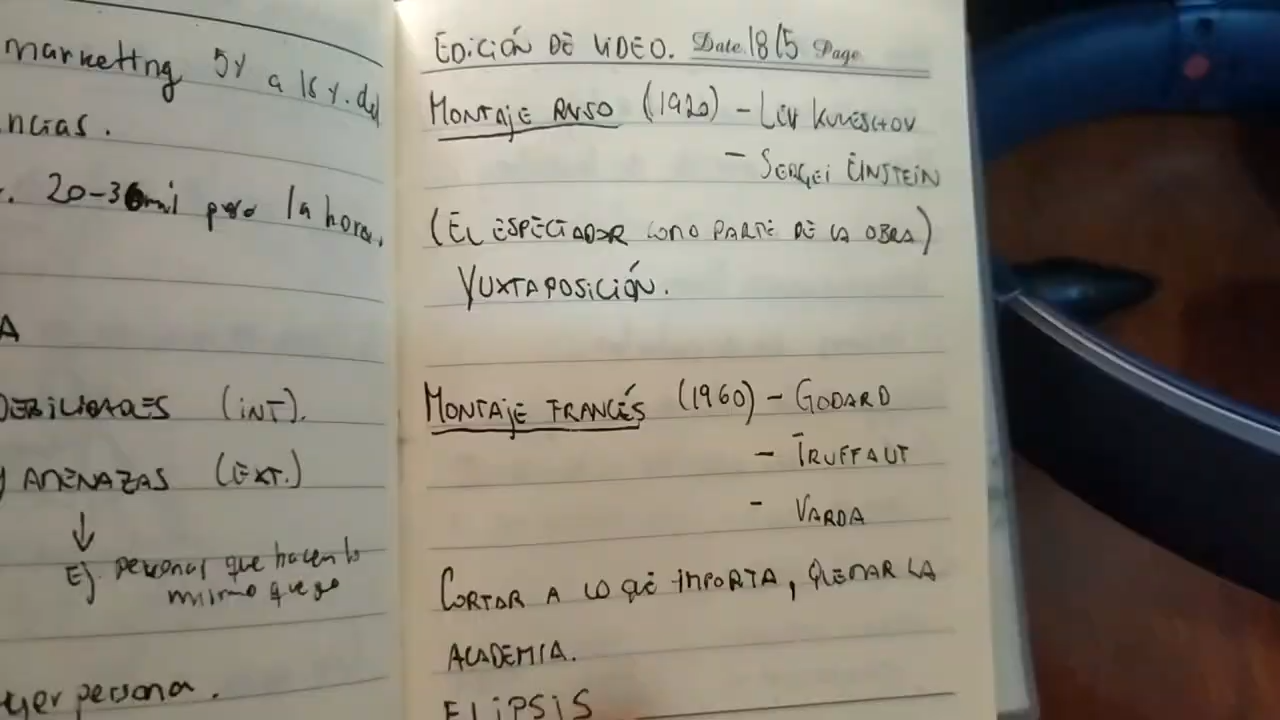 marketing 5y a 15 y. del
ncias.
. 20-30mil pero la hora.
A
DEBILIDADES (INT).
y AMENAZAS (EXT.)
↓
Ej personas que hacen lo
mismo que yo
uyer persona.
EDICIÓN DE VIDEO. Date 18/5 Page
MONTAJE RUSO (1920) - LEV KULESHOV
- SERGEI EINSTEIN
(EL ESPECTADOR COMO PARTE DE LA OBRA)
YUXTAPOSICIÓN.
MONTAJE FRANCÉS (1960) - GODARD
- TRUFFAUT
- VARDA
CORTAR A LO QUE IMPORTA, QUEMAR LA
ACADEMIA.
ELIPSIS